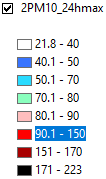 2PM10_24hmax
21.8 - 40
40.1 - 50
50.1 - 70
70.1 - 80
80.1 - 90
90.1 - 150
151 - 170
171 - 223